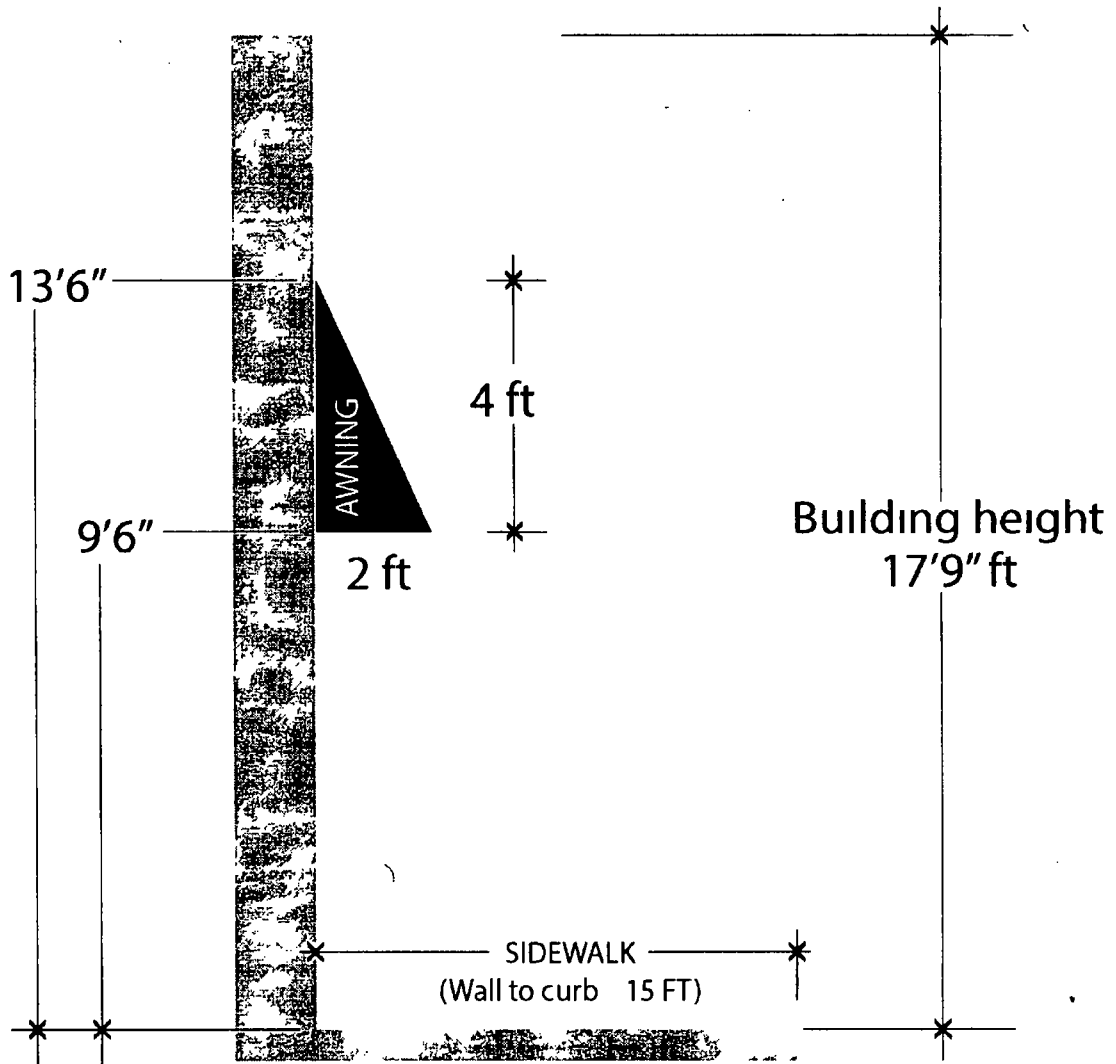 13'6"
4 ft
AWNING
9'6"
2 ft
Building height
17'9" ft
SIDEWALK
(Wall to curb 15 FT)